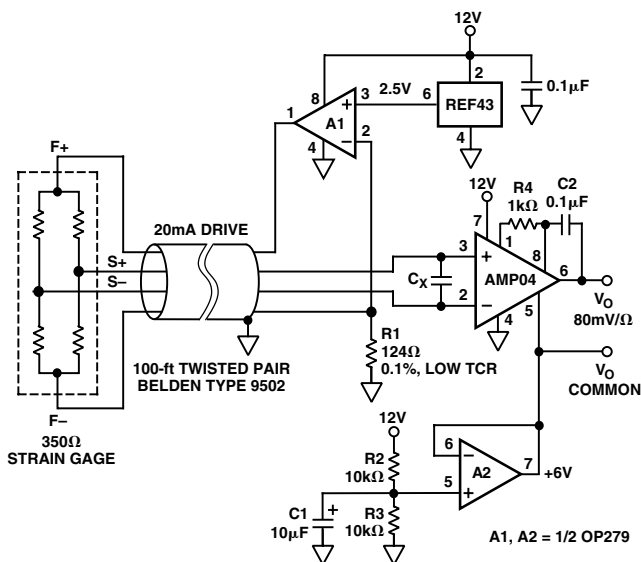 12V
8
3
2.5V
6
2
REF43
0.1µF
1
A1
+
−
4
2
4
F+
20mA DRIVE
S+
S−
12V
R4
1kΩ
C2
0.1µF
7
3
+
1
8
CX
AMP04
6
VO
80mV/Ω
2
−
4
5
R1
124Ω
0.1%, LOW TCR
100-ft TWISTED PAIR
BELDEN TYPE 9502
VO
COMMON
F−
350Ω
STRAIN GAGE
12V
R2
10kΩ
6
−
A2
7
+6V
5
+
C1
10µF
+
R3
10kΩ
A1, A2 = 1/2 OP279